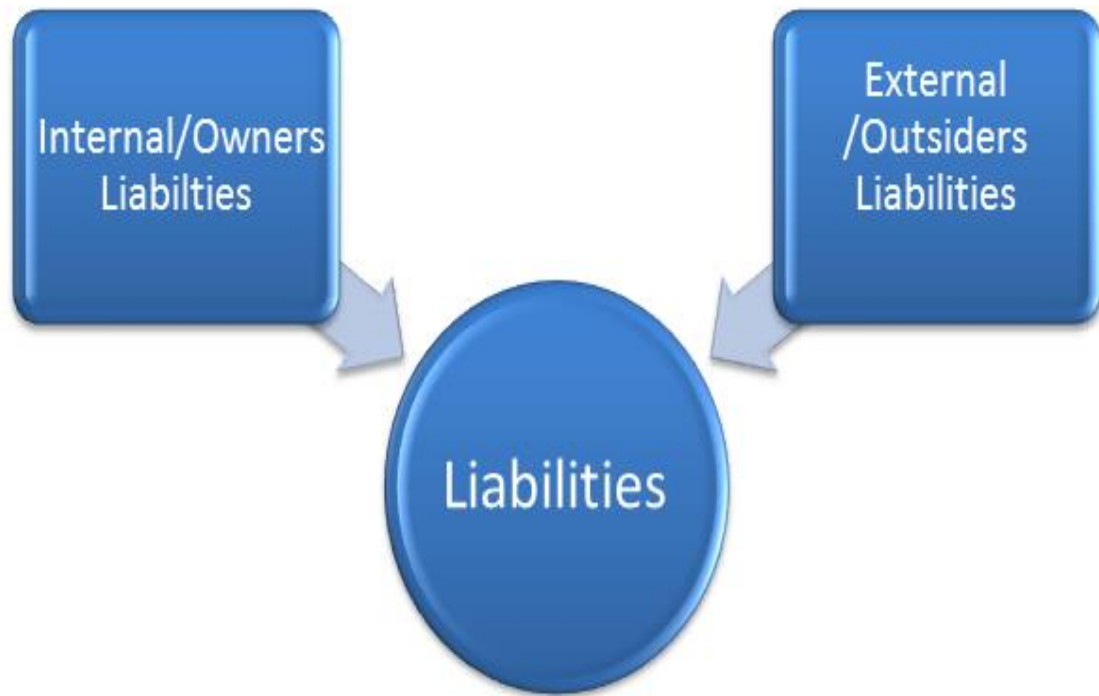 Internal/Owners
Liabilties
External
/Outsiders
Liabilities
Liabilities